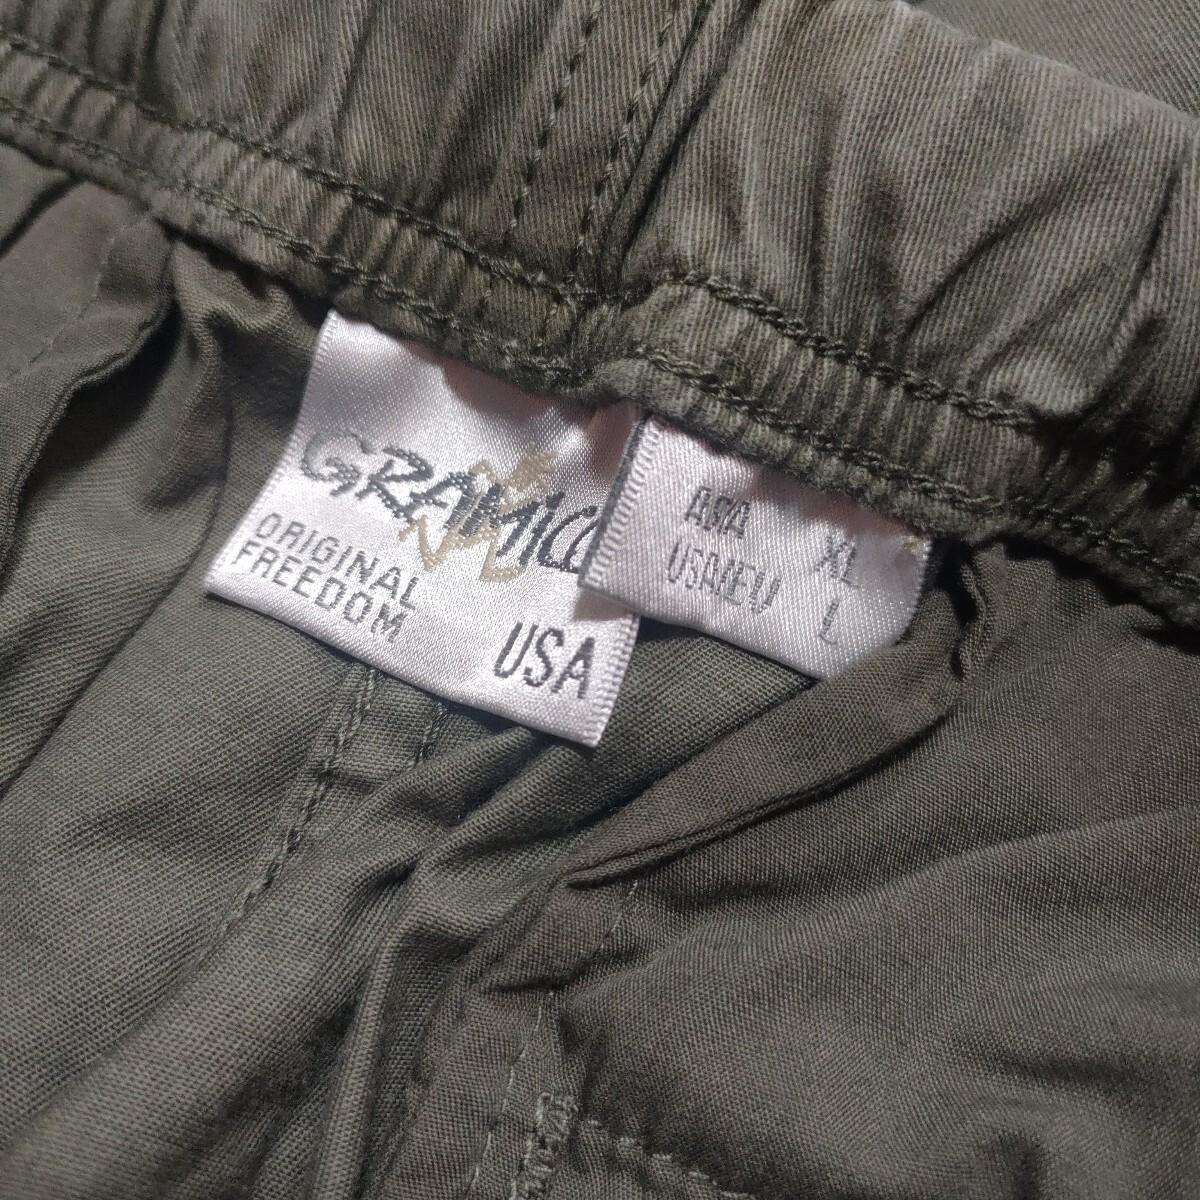 GRAMICCI
ORIGINAL
FREEDOM
USA
ASIA XL
USA/EU L